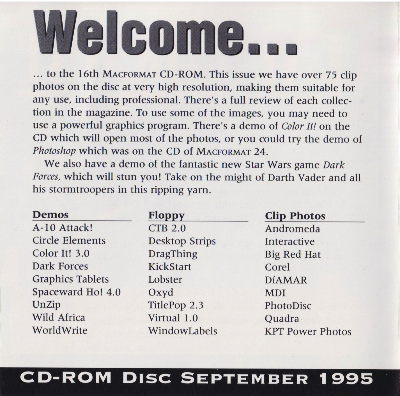 Welcome...
... to the 16th MACFORMAT CD-ROM. This issue we have over 75 clip
photos on the disc at very high resolution, making them suitable for
any use, including professional. There's a full review of each collec-
tion in the magazine. To use some of the images, you may need to
use a powerful graphics program. There's a demo of Color It! on the
CD which will open most of the photos, or you could try the demo of
Photoshop which was on the CD of MACFORMAT 24.
We also have a demo of the fantastic new Star Wars game Dark
Forces, which will stun you! Take on the might of Darth Vader and all
his stormtroopers in this ripping yarn.
Demos
A-10 Attack!
Circle Elements
Color It! 3.0
Dark Forces
Graphics Tablets
Spaceward Ho! 4.0
UnZip
Wild Africa
WorldWrite
Floppy
CTB 2.0
Desktop Strips
DragThing
KickStart
Lobster
Oxyd
TitlePop 2.3
Virtual 1.0
WindowLabels
Clip Photos
Andromeda
Interactive
Big Red Hat
Corel
DfAMAR
MDI
PhotoDisc
Quadra
KPT Power Photos
CD-ROM DISC SEPTEMBER 1995